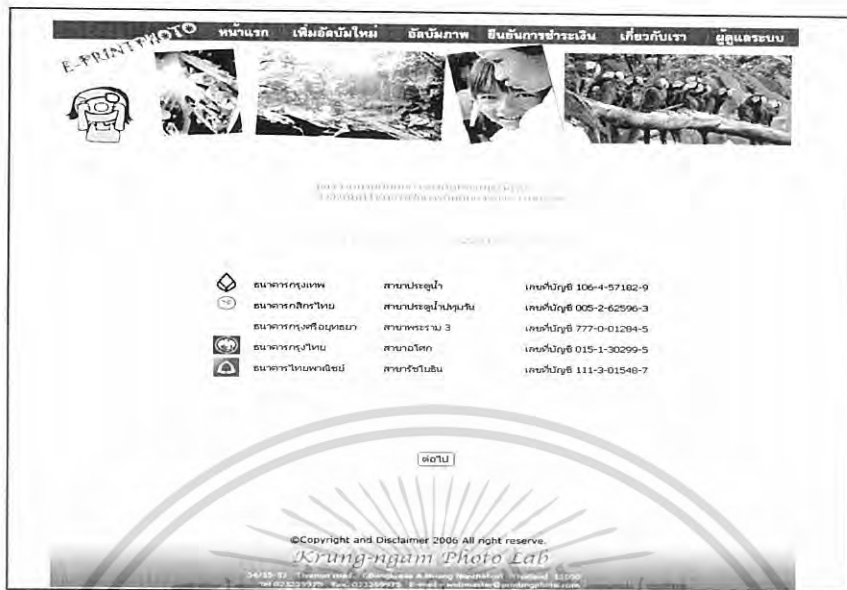 E-PRINTPHOTO
หน้าแรก เพิ่มอัลบัมใหม่ อัลบัมภาพ ยืนยันการชำระเงิน เกี่ยวกับเรา ผู้ดูแลระบบ
ธนาคารกรุงเทพ สาขาประตูน้ำ เลขที่บัญชี 106-4-57182-9
ธนาคารกสิกรไทย สาขาประตูน้ำปทุมวัน เลขที่บัญชี 005-2-62596-3
ธนาคารกรุงศรีอยุทธยา สาขาพระราม 3 เลขที่บัญชี 777-0-01284-5
ธนาคารกรุงไทย สาขาอโศก เลขที่บัญชี 015-1-30299-5
ธนาคารไทยพาณิชย์ สาขารัชโยธิน เลขที่บัญชี 111-3-01548-7
ต่อไป
©Copyright and Disclaimer 2006 All right reserve.
Krung-ngam Photo Lab